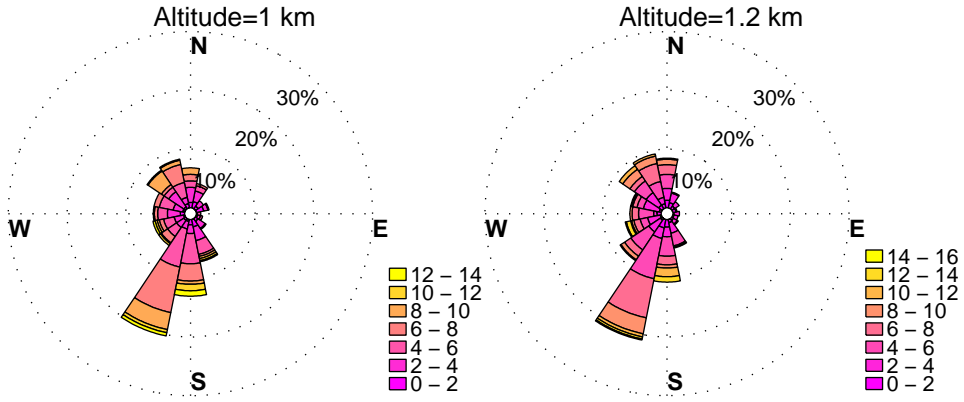 Altitude=1 km
N
30%
20%
10%
W
E
S
12 – 14
10 – 12
8 – 10
6 – 8
4 – 6
2 – 4
0 – 2
Altitude=1.2 km
N
30%
20%
10%
W
E
S
14 – 16
12 – 14
10 – 12
8 – 10
6 – 8
4 – 6
2 – 4
0 – 2